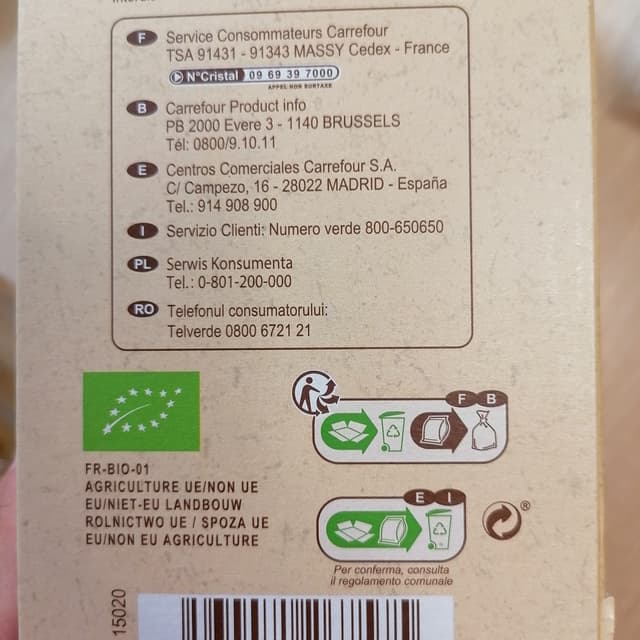 F Service Consommateurs Carrefour
TSA 91431 - 91343 MASSY Cedex - France
N°Cristal 09 69 39 7000
APPEL NON SURTAXE
B Carrefour Product info
PB 2000 Evere 3 - 1140 BRUSSELS
Tél: 0800/9.10.11
E Centros Comerciales Carrefour S.A.
C/ Campezo, 16 - 28022 MADRID - España
Tel.: 914 908 900
I Servizio Clienti: Numero verde 800-650650
PL Serwis Konsumenta
Tel.: 0-801-200-000
RO Telefonul consumatorului:
Telverde 0800 6721 21
FR-BIO-01
AGRICULTURE UE/NON UE
EU/NIET-EU LANDBOUW
ROLNICTWO UE / SPOZA UE
EU/NON EU AGRICULTURE
F B
E I
®
Per conferma, consulta
il regolamento comunale
15020